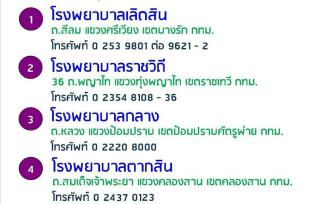 1 โรงพยาบาลเลิดสิน
ถ.สีลม แขวงศรีเวียง เขตบางรัก กทม.
โทรศัพท์ 0 253 9801 ต่อ 9621 - 2
2 โรงพยาบาลราชวิถี
36 ถ.พญาไท แขวงทุ่งพญาไท เขตราชเทวี กทม.
โทรศัพท์ 0 2354 8108 - 36
3 โรงพยาบาลกลาง
ถ.หลวง แขวงป้อมปราบ เขตป้อมปราบศัตรูพ่าย กทม.
โทรศัพท์ 0 2220 8000
4 โรงพยาบาลตากสิน
ถ.สมเด็จเจ้าพระยา แขวงคลองสาน เขตคลองสาน กทม.
โทรศัพท์ 0 2437 0123